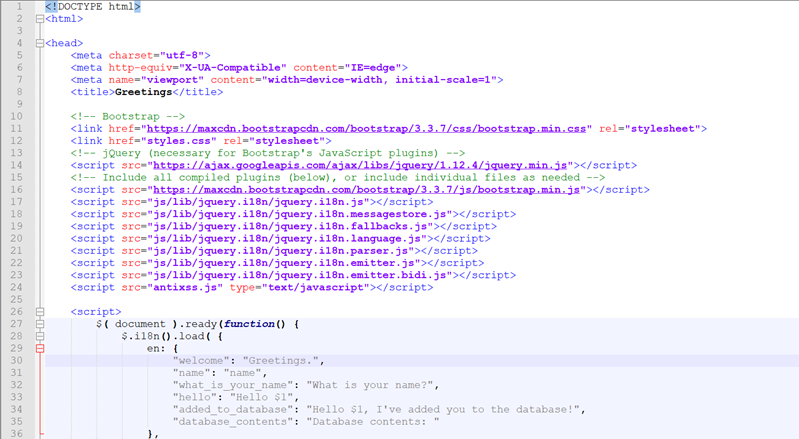 1 <!DOCTYPE html>
2 <html>
3
4 <head>
5 <meta charset="utf-8">
6 <meta http-equiv="X-UA-Compatible" content="IE=edge">
7 <meta name="viewport" content="width=device-width, initial-scale=1">
8 <title>Greetings</title>
9
10 <!-- Bootstrap -->
11 <link href="https://maxcdn.bootstrapcdn.com/bootstrap/3.3.7/css/bootstrap.min.css" rel="stylesheet">
12 <link href="styles.css" rel="stylesheet">
13 <!-- jQuery (necessary for Bootstrap's JavaScript plugins) -->
14 <script src="https://ajax.googleapis.com/ajax/libs/jquery/1.12.4/jquery.min.js"></script>
15 <!-- Include all compiled plugins (below), or include individual files as needed -->
16 <script src="https://maxcdn.bootstrapcdn.com/bootstrap/3.3.7/js/bootstrap.min.js"></script>
17 <script src="js/lib/jquery.i18n/jquery.i18n.js"></script>
18 <script src="js/lib/jquery.i18n/jquery.i18n.messagestore.js"></script>
19 <script src="js/lib/jquery.i18n/jquery.i18n.fallbacks.js"></script>
20 <script src="js/lib/jquery.i18n/jquery.i18n.language.js"></script>
21 <script src="js/lib/jquery.i18n/jquery.i18n.parser.js"></script>
22 <script src="js/lib/jquery.i18n/jquery.i18n.emitter.js"></script>
23 <script src="js/lib/jquery.i18n/jquery.i18n.emitter.bidi.js"></script>
24 <script src="antixss.js" type="text/javascript"></script>
25
26 <script>
27 $( document ).ready(function() {
28 $.i18n().load( {
29 en: {
30 "welcome": "Greetings.",
31 "name": "name",
32 "what_is_your_name": "What is your name?",
33 "hello": "Hello $1",
34 "added_to_database": "Hello $1, I've added you to the database!",
35 "database_contents": "Database contents: "
36 },